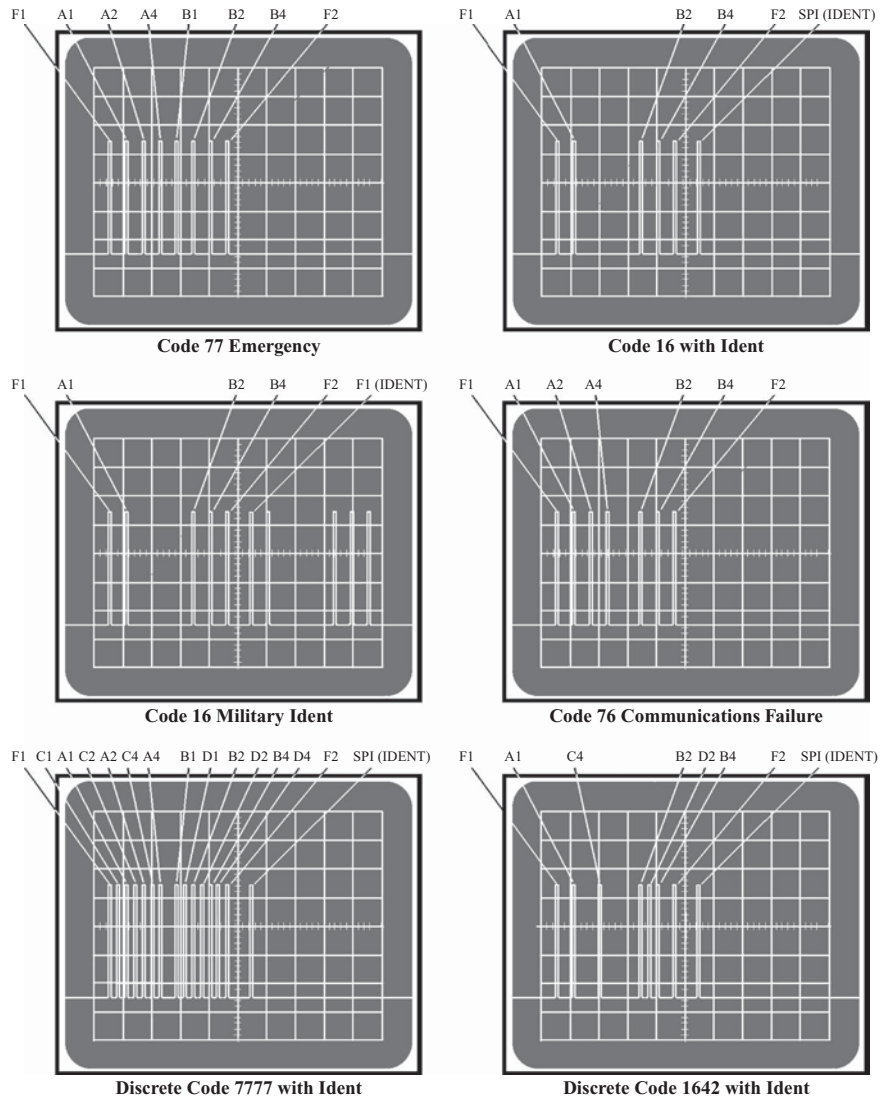 F1 A1 A2 A4 B1 B2 B4 F2
Code 77 Emergency
F1 A1 B2 B4 F2 SPI (IDENT)
Code 16 with Ident
F1 A1 B2 B4 F2 F1 (IDENT)
Code 16 Military Ident
F1 A1 A2 A4 B2 B4 F2
Code 76 Communications Failure
F1 C1 A1 C2 A2 C4 A4 B1 D1 B2 D2 B4 D4 F2 SPI (IDENT)
Discrete Code 7777 with Ident
F1 A1 C4 B2 D2 B4 F2 SPI (IDENT)
Discrete Code 1642 with Ident